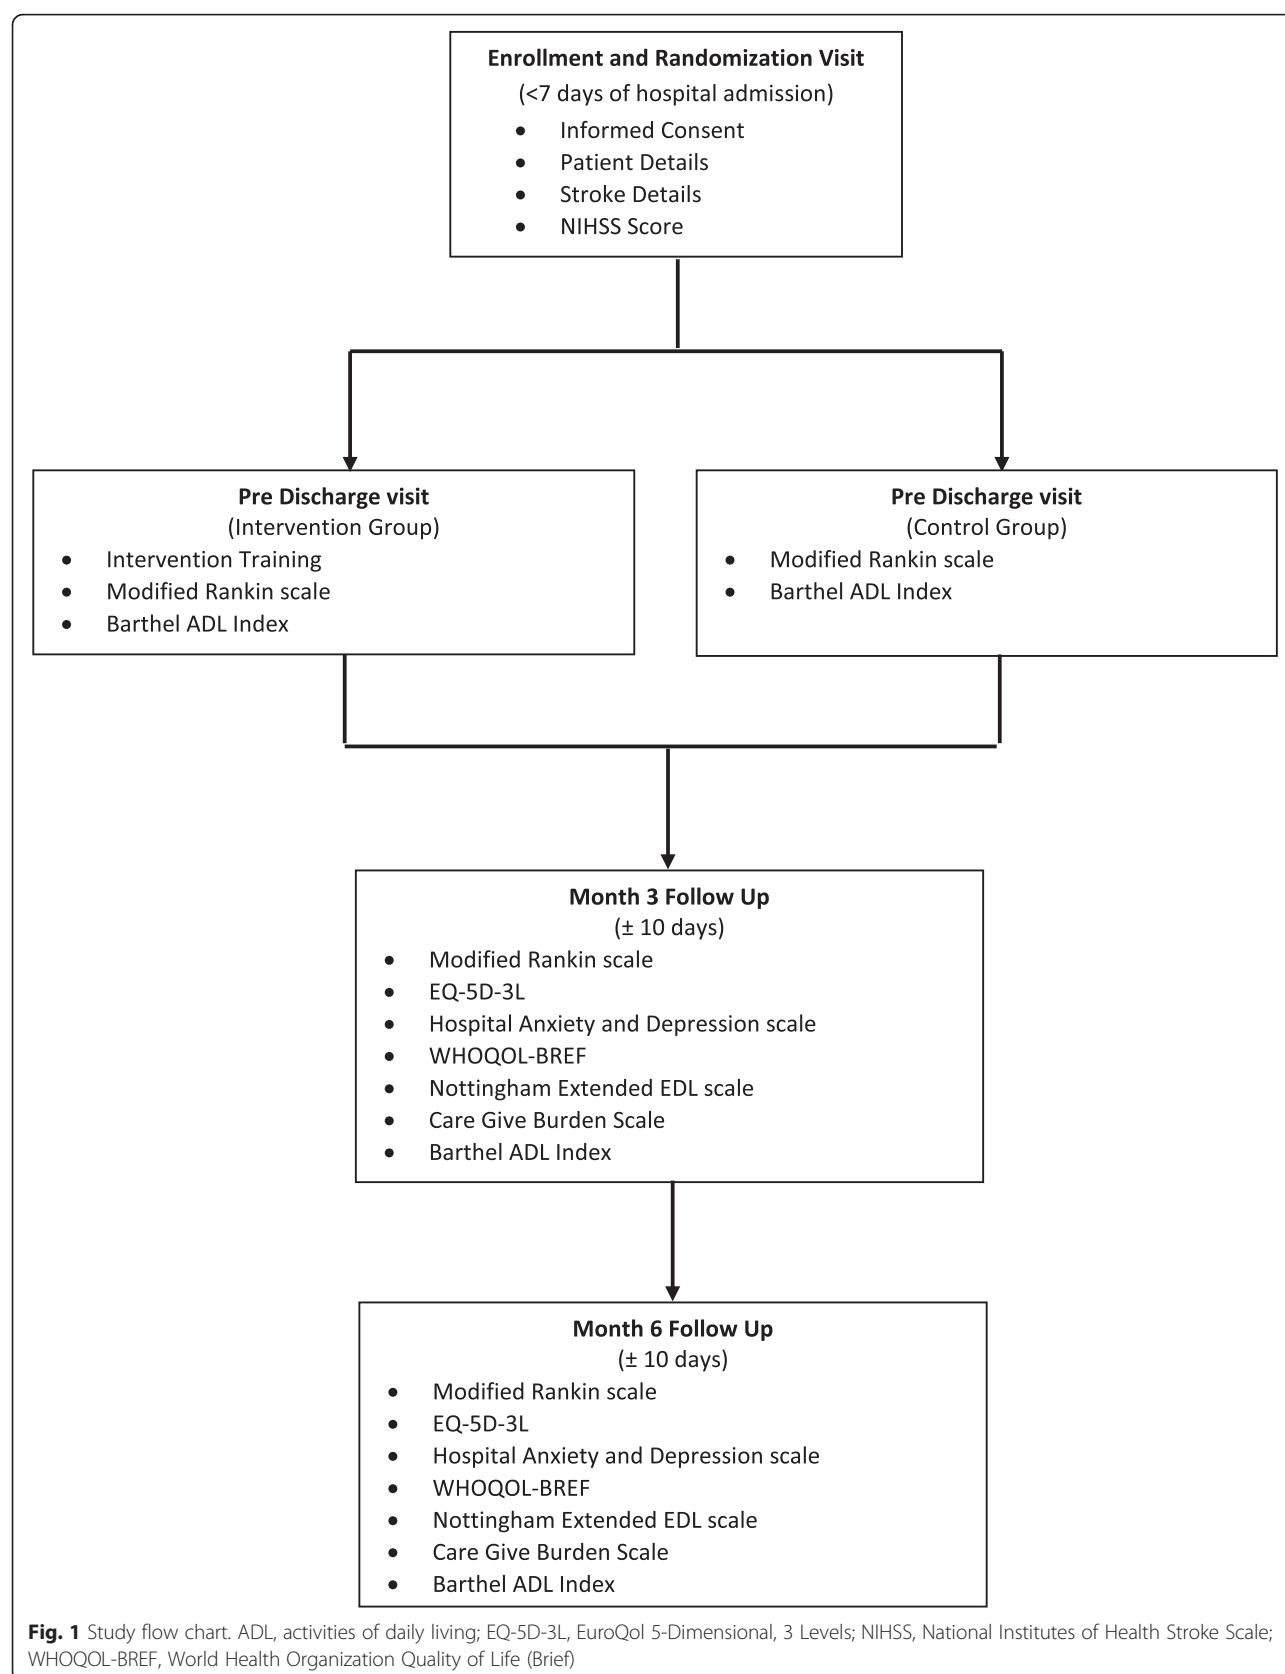 Enrollment and Randomization Visit
(<7 days of hospital admission)
• Informed Consent
• Patient Details
• Stroke Details
• NIHSS Score
Pre Discharge visit
(Intervention Group)
• Intervention Training
• Modified Rankin scale
• Barthel ADL Index
Pre Discharge visit
(Control Group)
• Modified Rankin scale
• Barthel ADL Index
Month 3 Follow Up
(± 10 days)
• Modified Rankin scale
• EQ-5D-3L
• Hospital Anxiety and Depression scale
• WHOQOL-BREF
• Nottingham Extended EDL scale
• Care Give Burden Scale
• Barthel ADL Index
Month 6 Follow Up
(± 10 days)
• Modified Rankin scale
• EQ-5D-3L
• Hospital Anxiety and Depression scale
• WHOQOL-BREF
• Nottingham Extended EDL scale
• Care Give Burden Scale
• Barthel ADL Index
Fig. 1 Study flow chart. ADL, activities of daily living; EQ-5D-3L, EuroQol 5-Dimensional, 3 Levels; NIHSS, National Institutes of Health Stroke Scale;
WHOQOL-BREF, World Health Organization Quality of Life (Brief)